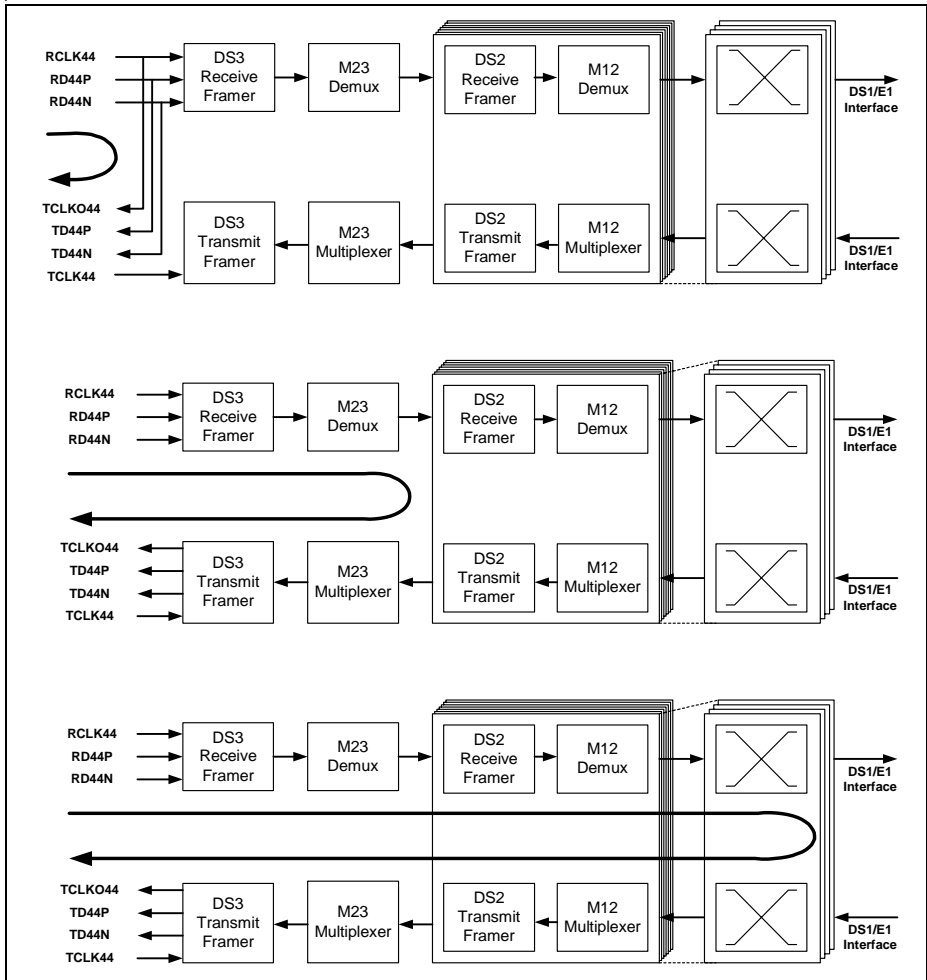 RCLK44
RD44P
RD44N
DS3
Receive
Framer
M23
Demux
DS2
Receive
Framer
M12
Demux
DS1/E1
Interface
TCLKO44
TD44P
TD44N
TCLK44
DS3
Transmit
Framer
M23
Multiplexer
DS2
Transmit
Framer
M12
Multiplexer
DS1/E1
Interface
RCLK44
RD44P
RD44N
DS3
Receive
Framer
M23
Demux
DS2
Receive
Framer
M12
Demux
DS1/E1
Interface
TCLKO44
TD44P
TD44N
TCLK44
DS3
Transmit
Framer
M23
Multiplexer
DS2
Transmit
Framer
M12
Multiplexer
DS1/E1
Interface
RCLK44
RD44P
RD44N
DS3
Receive
Framer
M23
Demux
DS2
Receive
Framer
M12
Demux
DS1/E1
Interface
TCLKO44
TD44P
TD44N
TCLK44
DS3
Transmit
Framer
M23
Multiplexer
DS2
Transmit
Framer
M12
Multiplexer
DS1/E1
Interface